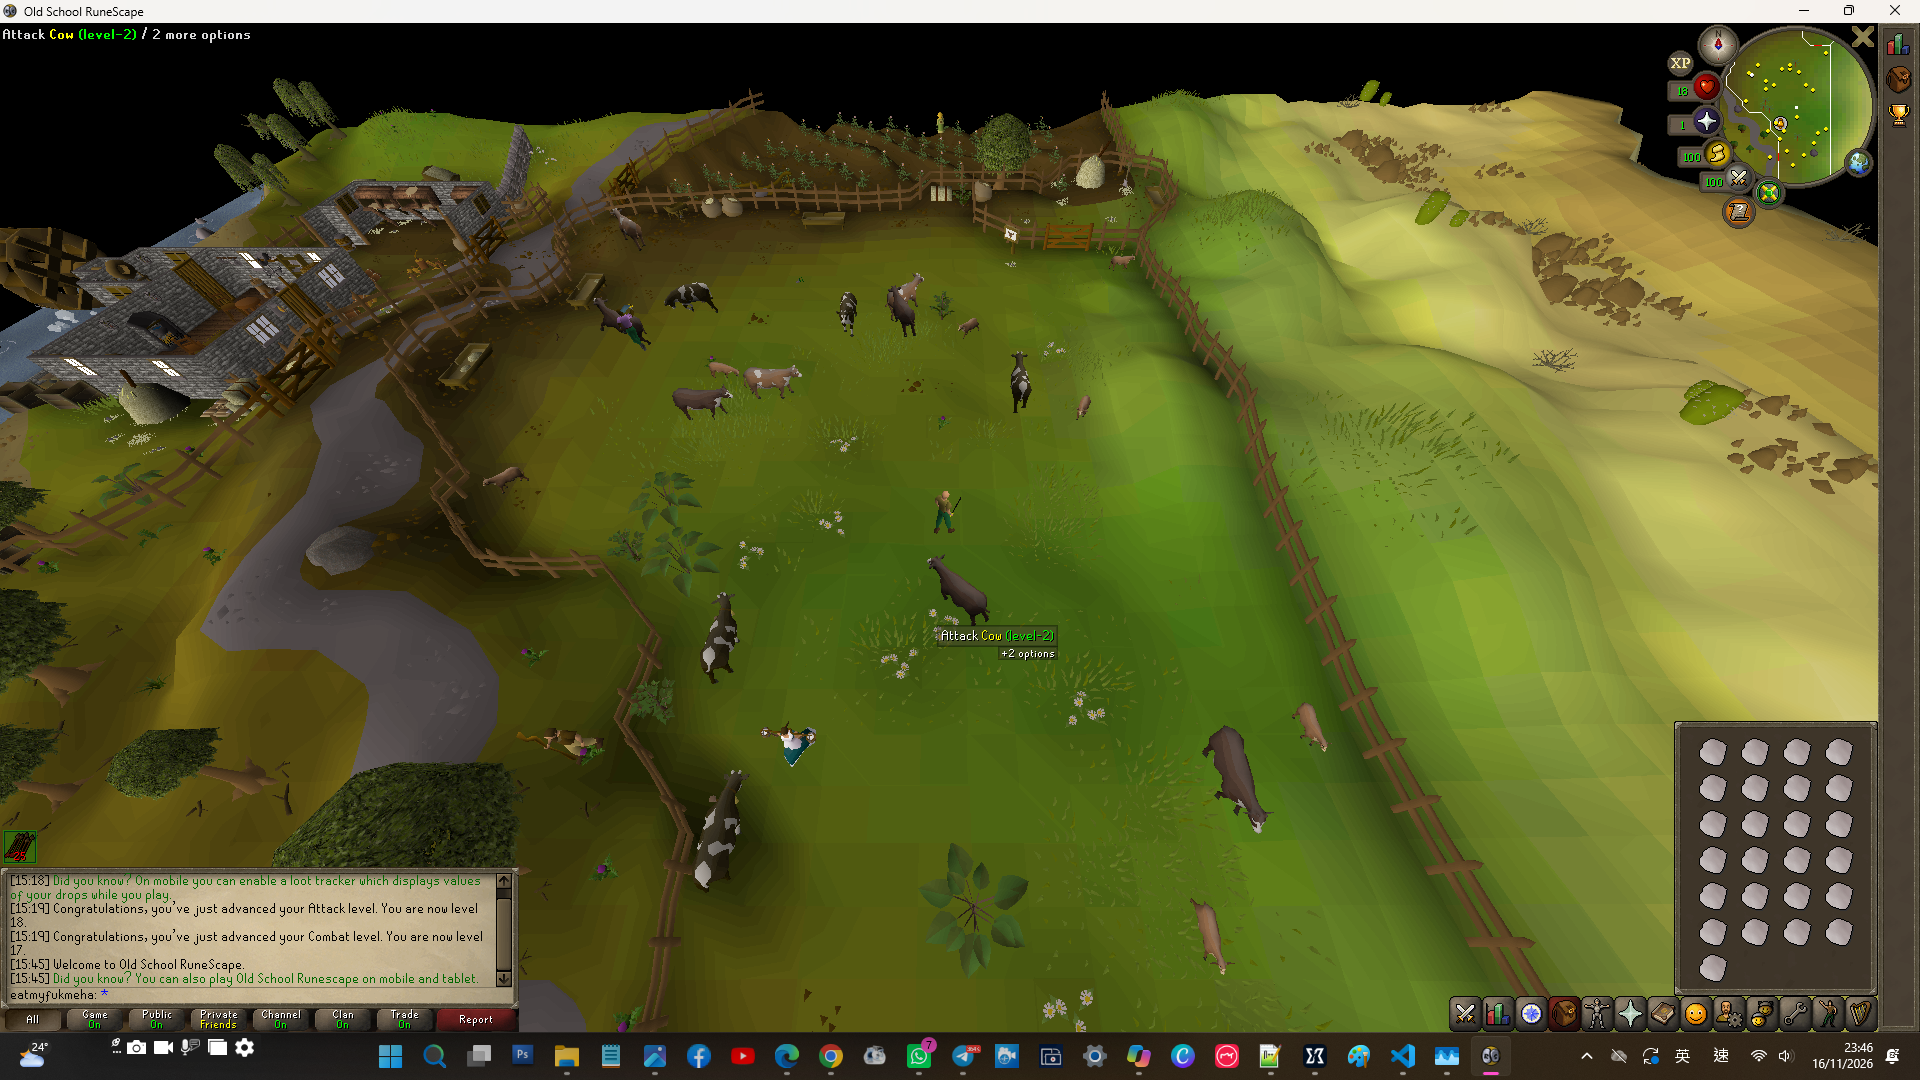 Old School RuneScape
Attack Cow (level-2) / 2 more options
N
XP
18
1
100
100
Attack Cow (level-2)
+2 options
25
[15:18] Did you know? On mobile you can enable a loot tracker which displays values
of your drops while you play.
[15:19] Congratulations, you've just advanced your Attack level. You are now level
18.
[15:19] Congratulations, you've just advanced your Combat level. You are now level
17.
[15:45] Welcome to Old School RuneScape.
[15:45] Did you know? You can also play Old School Runescape on mobile and tablet.
eatmyfukmeha: *
All
Game
On
Public
On
Private
Friends
Channel
On
Clan
On
Trade
On
Report
24°
Ps
7
英
速
23:46
16/11/2026